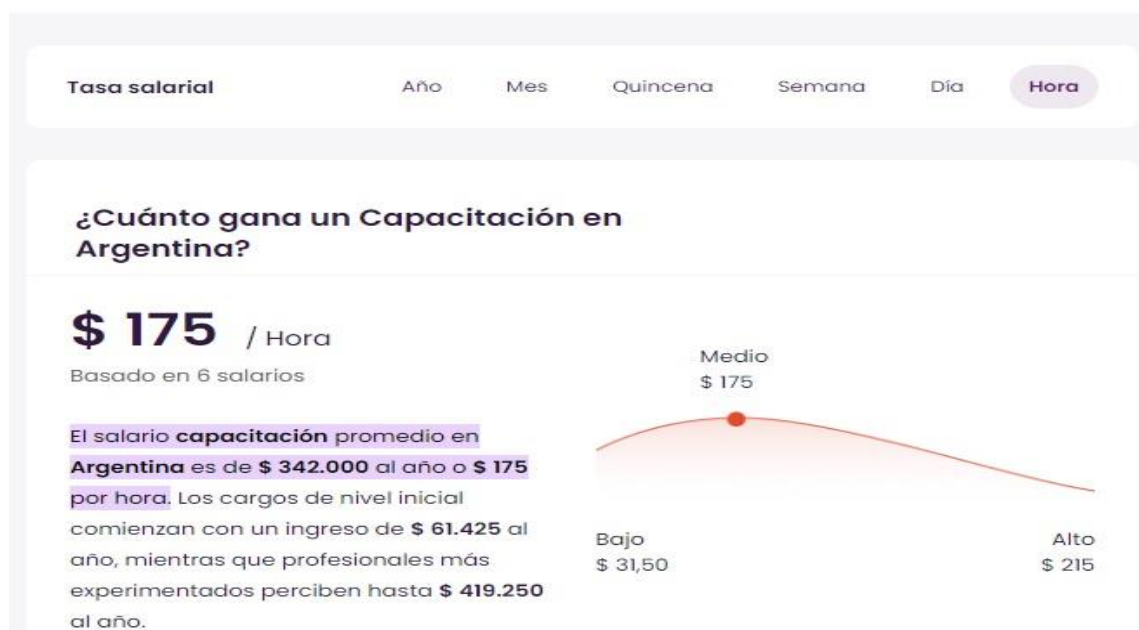 Tasa salarial Año Mes Quincena Semana Día Hora
¿Cuánto gana un Capacitación en
Argentina?
$ 175 / Hora
Basado en 6 salarios
El salario capacitación promedio en
Argentina es de $ 342.000 al año o $ 175
por hora. Los cargos de nivel inicial
comienzan con un ingreso de $ 61.425 al
año, mientras que profesionales más
experimentados perciben hasta $ 419.250
al año.
Medio
$ 175
Bajo
$ 31,50
Alto
$ 215